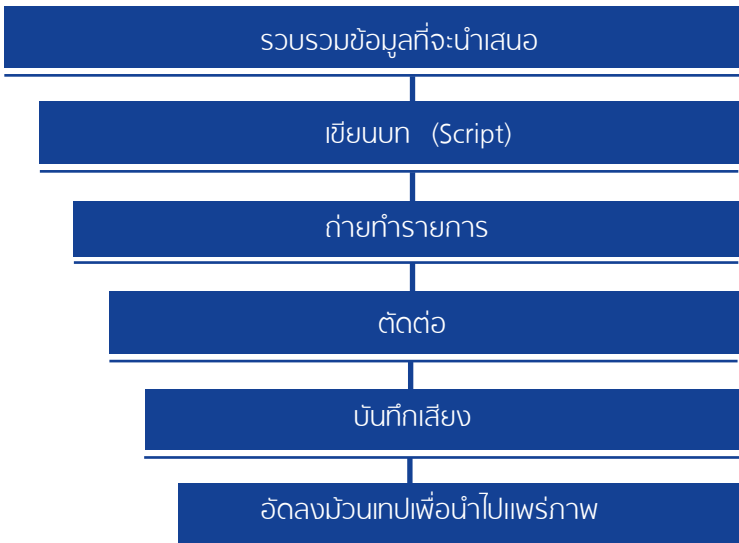 รวบรวมข้อมูลที่จะนำเสนอ
เขียนบท (Script)
ถ่ายทำรายการ
ตัดต่อ
บันทึกเสียง
อัดลงม้วนเทปเพื่อนำไปแพร่ภาพ